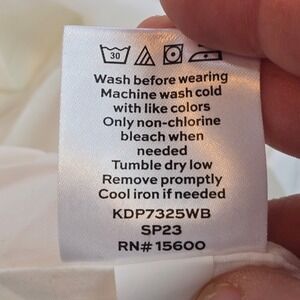 30
Wash before wearing
Machine wash cold
with like colors
Only non-chlorine
bleach when
needed
Tumble dry low
Remove promptly
Cool iron if needed
KDP7325WB
SP23
RN# 15600